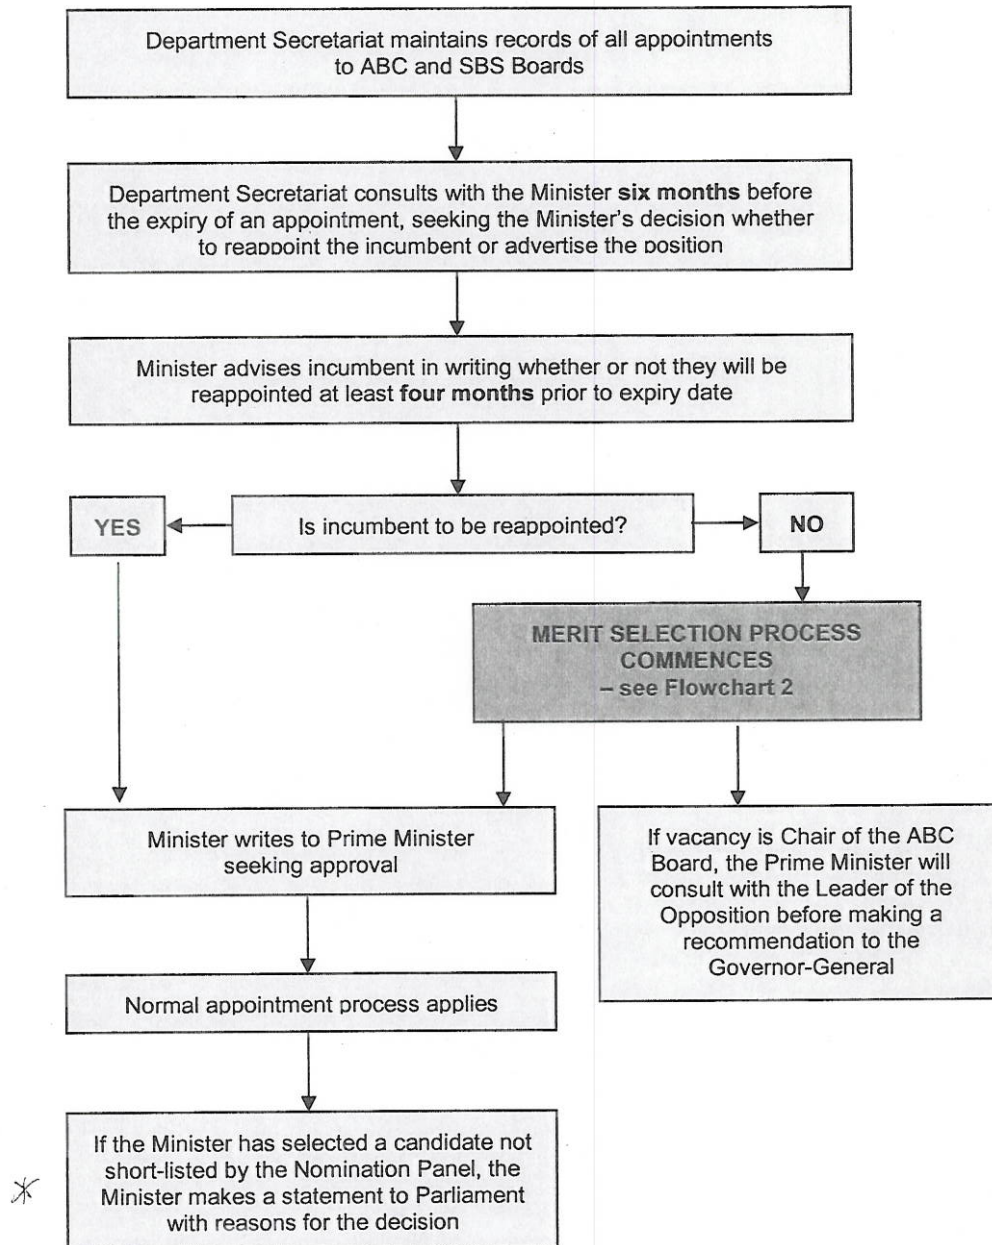 Department Secretariat maintains records of all appointments
to ABC and SBS Boards
Department Secretariat consults with the Minister six months before
the expiry of an appointment, seeking the Minister's decision whether
to reappoint the incumbent or advertise the position
Minister advises incumbent in writing whether or not they will be
reappointed at least four months prior to expiry date
YES
Is incumbent to be reappointed?
NO
MERIT SELECTION PROCESS
COMMENCES
– see Flowchart 2
Minister writes to Prime Minister
seeking approval
If vacancy is Chair of the ABC
Board, the Prime Minister will
consult with the Leader of the
Opposition before making a
recommendation to the
Governor-General
Normal appointment process applies
If the Minister has selected a candidate not
short-listed by the Nomination Panel, the
Minister makes a statement to Parliament
with reasons for the decision